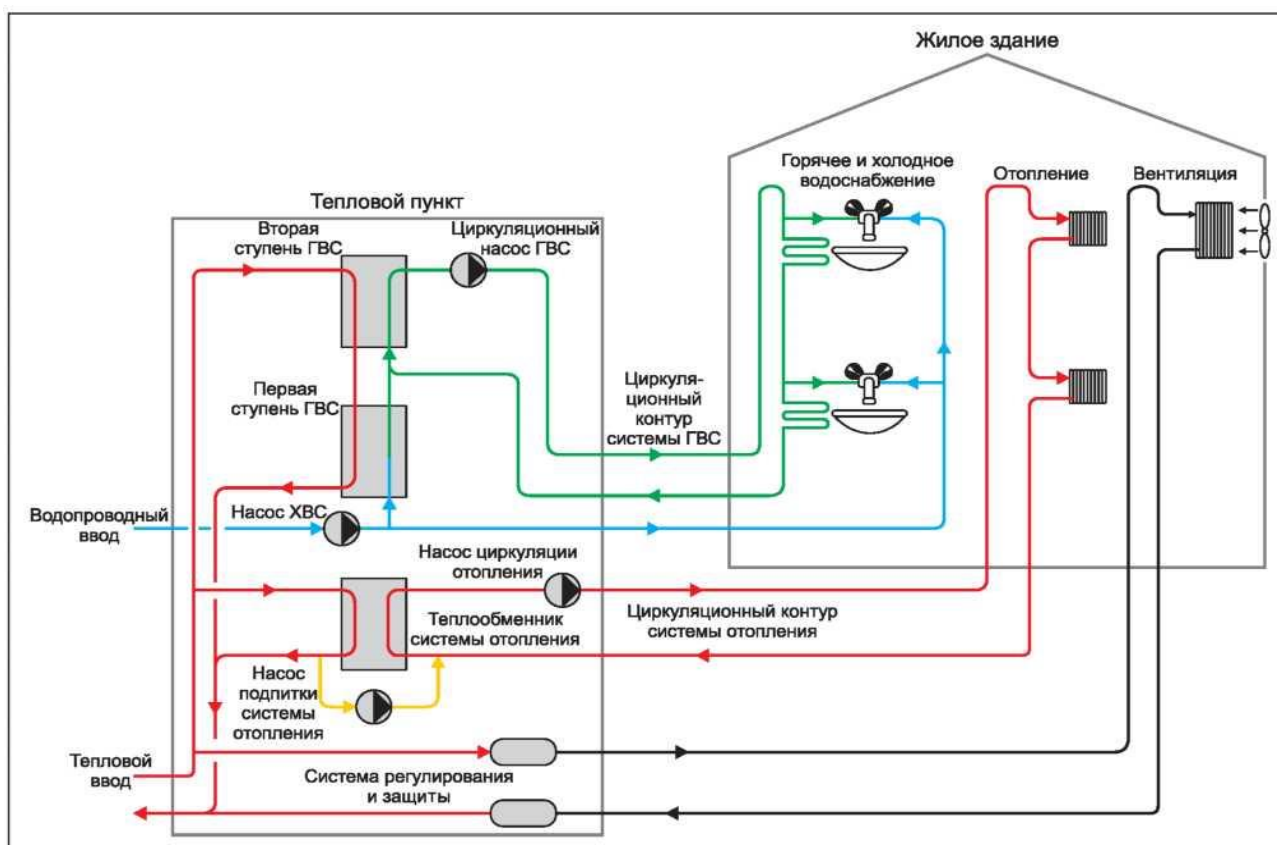 Жилое здание
Горячее и холодное
водоснабжение
Отопление
Вентиляция
Тепловой пункт
Вторая
ступень ГВС
Циркуляционный
насос ГВС
Первая
ступень ГВС
Циркуля-
ционный
контур
системы ГВС
Водопроводный
ввод
Насос ХВС
Насос циркуляции
отопления
Теплообменник
системы отопления
Циркуляционный контур
системы отопления
Насос
подпитки
системы
отопления
Тепловой
ввод
Система регулирования
и защиты